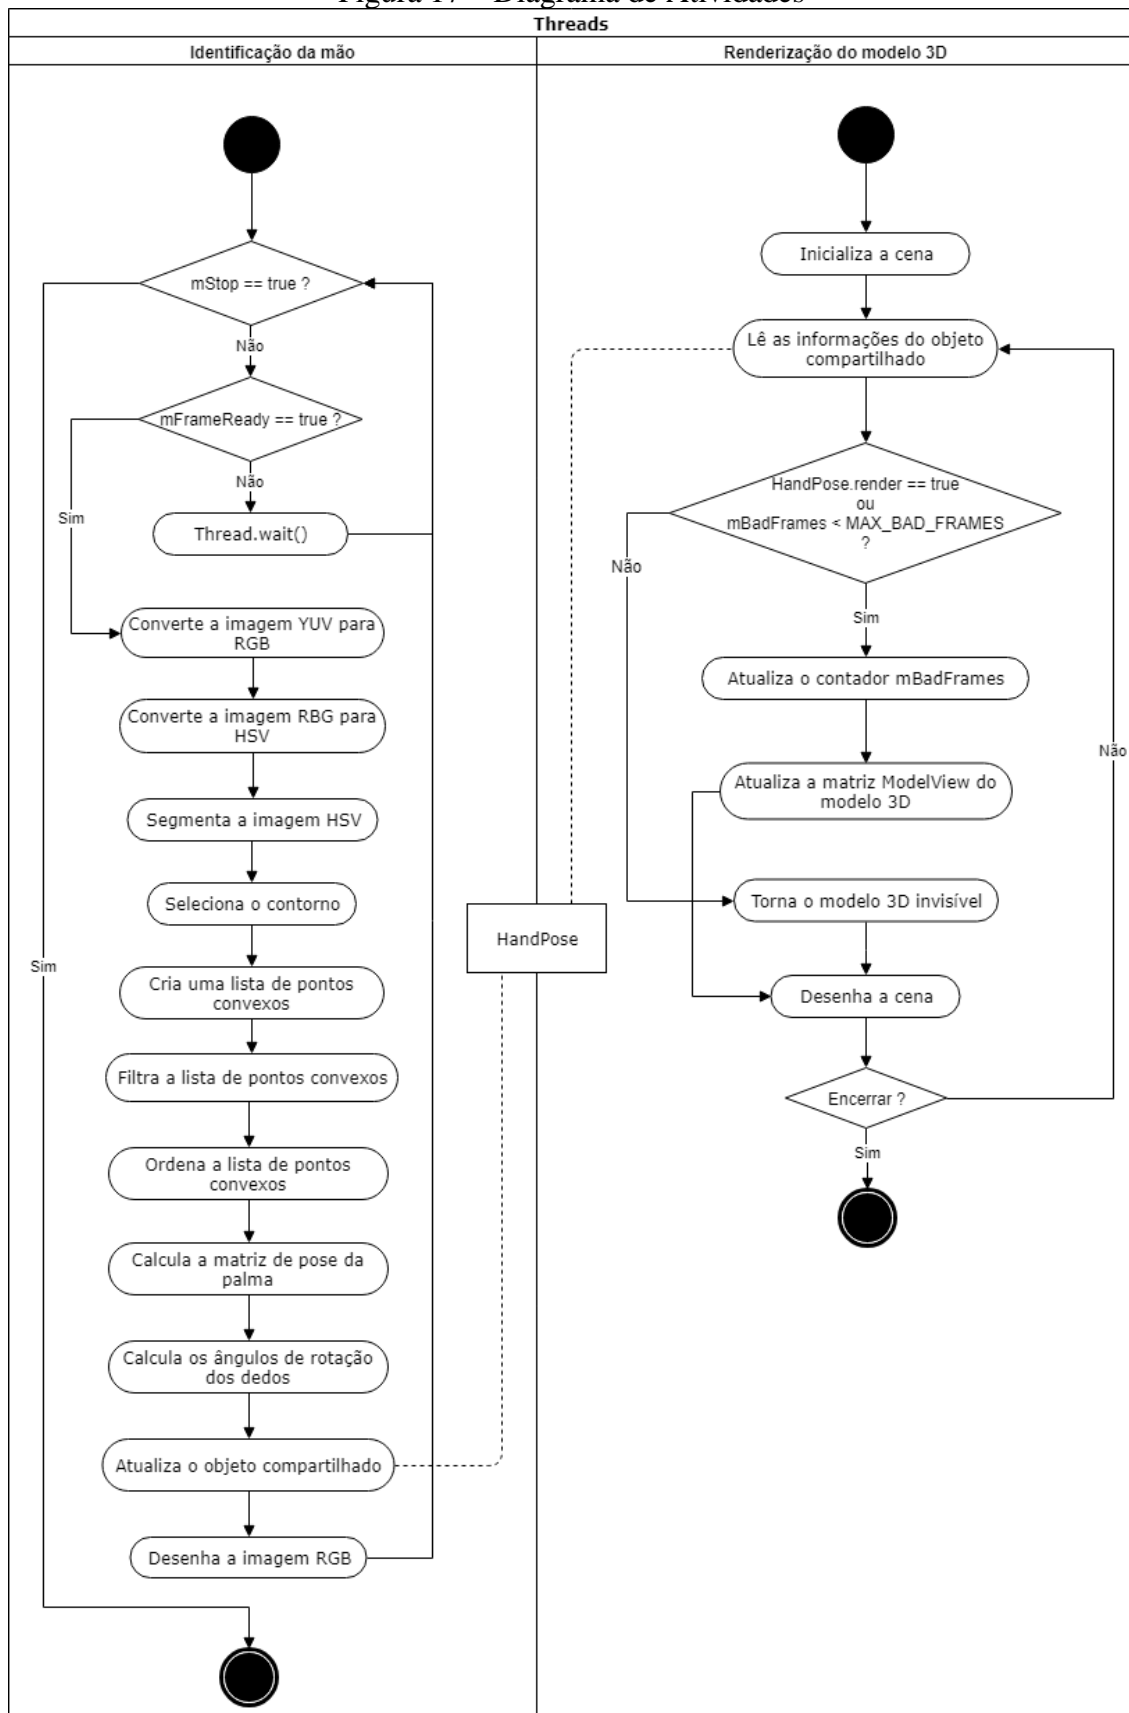 Figura 17 – Diagrama de Atividades
Threads
Identificação da mão
Renderização do modelo 3D
mStop == true ?
Não
mFrameReady == true ?
Não
Sim
Thread.wait()
Converte a imagem YUV para
RGB
Converte a imagem RBG para
HSV
Segmenta a imagem HSV
Seleciona o contorno
Sim
Cria uma lista de pontos
convexos
Filtra a lista de pontos convexos
Ordena a lista de pontos
convexos
Calcula a matriz de pose da
palma
Calcula os ângulos de rotação
dos dedos
Atualiza o objeto compartilhado
Desenha a imagem RGB
HandPose
Inicializa a cena
Lê as informações do objeto
compartilhado
HandPose.render == true
ou
mBadFrames < MAX_BAD_FRAMES
?
Não
Sim
Atualiza o contador mBadFrames
Não
Atualiza a matriz ModelView do
modelo 3D
Torna o modelo 3D invisível
Desenha a cena
Encerrar ?
Sim